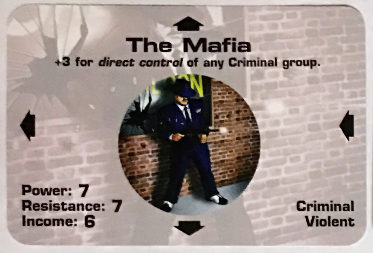 The Mafia
+3 for direct control of any Criminal group.
Power: 7
Resistance: 7
Income: 6
Criminal
Violent